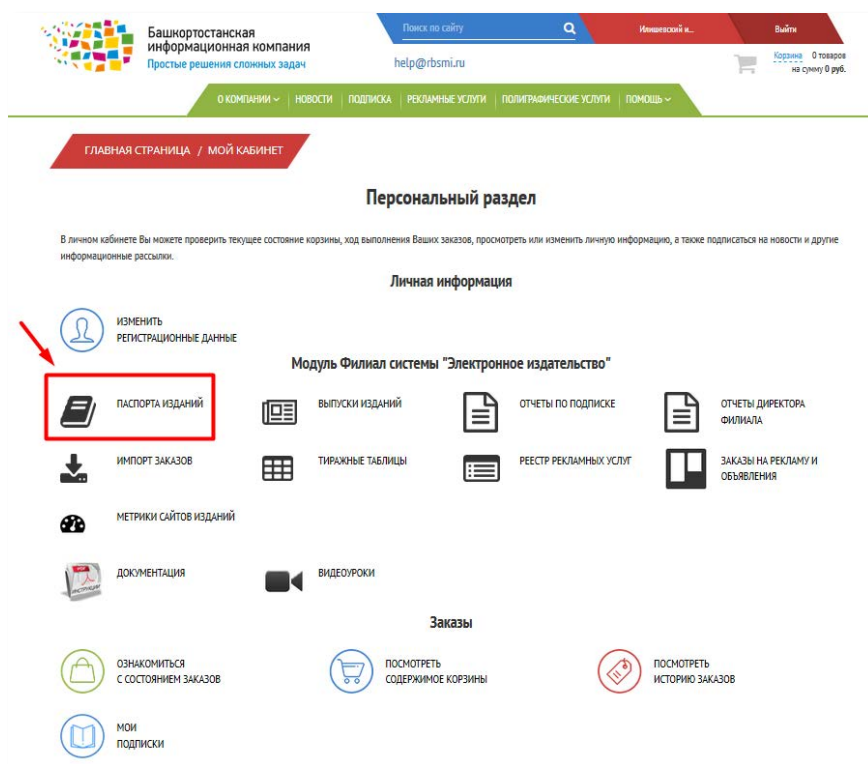 Башкортостанская
информационная компания
Простые решения сложных задач
Поиск по сайту
Илишевский и...
Выйти
help@rbsmi.ru
Корзина 0 товаров
на сумму 0 руб.
О КОМПАНИИ НОВОСТИ ПОДПИСКА РЕКЛАМНЫЕ УСЛУГИ ПОЛИГРАФИЧЕСКИЕ УСЛУГИ ПОМОЩЬ
ГЛАВНАЯ СТРАНИЦА / МОЙ КАБИНЕТ
Персональный раздел
В личном кабинете Вы можете проверить текущее состояние корзины, ход выполнения Ваших заказов, просмотреть или изменить личную информацию, а также подписаться на новости и другие
информационные рассылки.
Личная информация
ИЗМЕНИТЬ
РЕГИСТРАЦИОННЫЕ ДАННЫЕ
Модуль Филиал системы "Электронное издательство"
ПАСПОРТА ИЗДАНИЙ
ВЫПУСКИ ИЗДАНИЙ
ОТЧЕТЫ ПО ПОДПИСКЕ
ОТЧЕТЫ ДИРЕКТОРА
ФИЛИАЛА
ИМПОРТ ЗАКАЗОВ
ТИРАЖНЫЕ ТАБЛИЦЫ
РЕЕСТР РЕКЛАМНЫХ УСЛУГ
ЗАКАЗЫ НА РЕКЛАМУ И
ОБЪЯВЛЕНИЯ
МЕТРИКИ САЙТОВ ИЗДАНИЙ
PDF
ИНСТРУКЦИИ
ДОКУМЕНТАЦИЯ
ВИДЕОУРОКИ
Заказы
ОЗНАКОМИТЬСЯ
С СОСТОЯНИЕМ ЗАКАЗОВ
ПОСМОТРЕТЬ
СОДЕРЖИМОЕ КОРЗИНЫ
ПОСМОТРЕТЬ
ИСТОРИЮ ЗАКАЗОВ
МОИ
ПОДПИСКИ